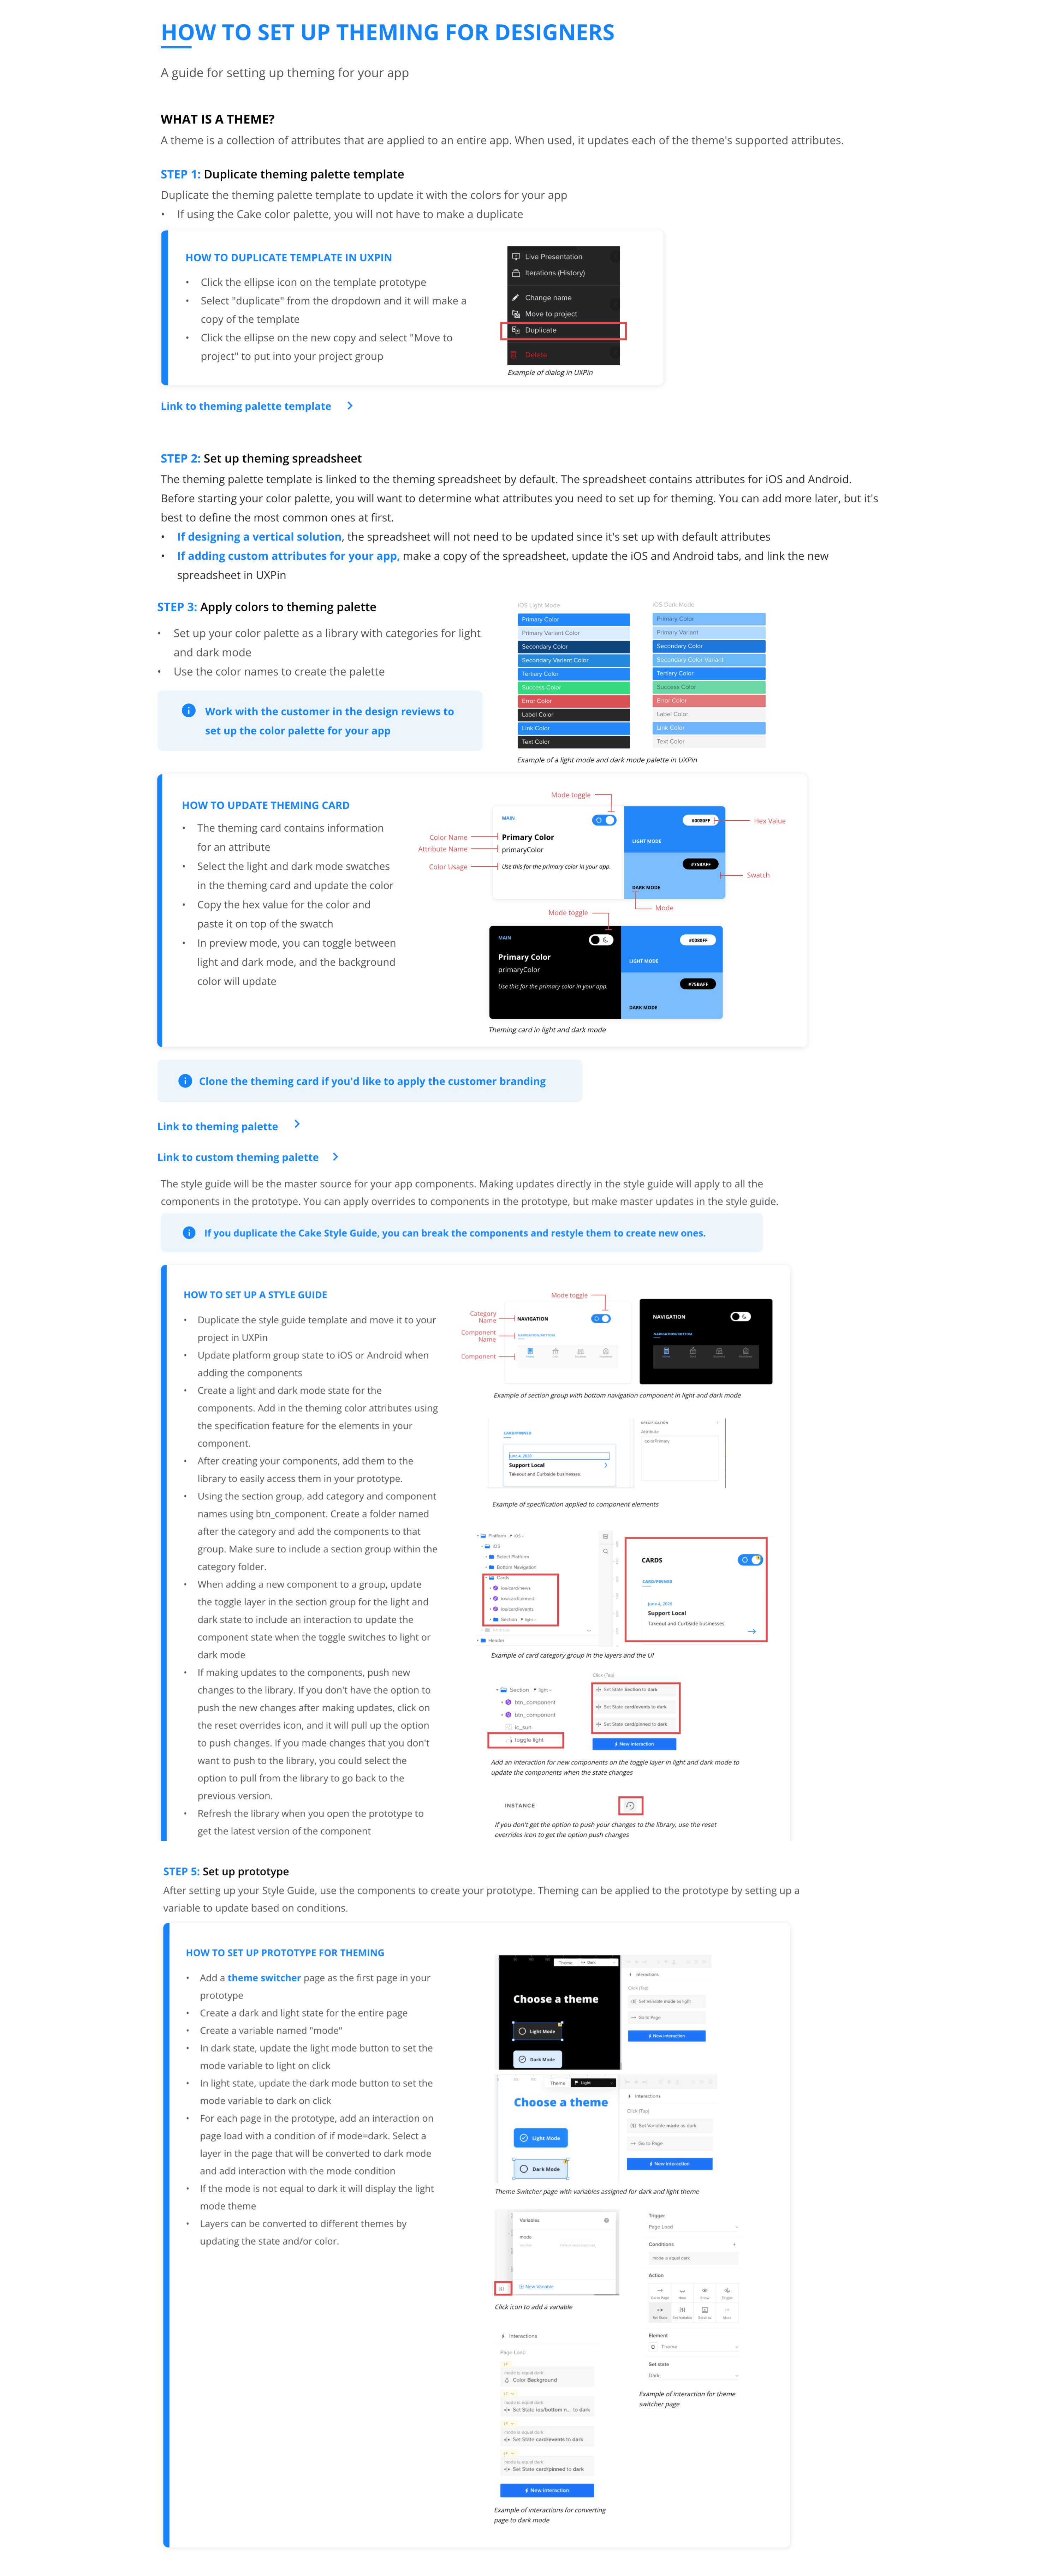 HOW TO SET UP THEMING FOR DESIGNERS
A guide for setting up theming for your app
WHAT IS A THEME?
A theme is a collection of attributes that are applied to an entire app. When used, it updates each of the theme's supported attributes.
STEP 1: Duplicate theming palette template
Duplicate the theming palette template to update it with the colors for your app
• If using the Cake color palette, you will not have to make a duplicate
HOW TO DUPLICATE TEMPLATE IN UXPIN
• Click the ellipse icon on the template prototype
• Select "duplicate" from the dropdown and it will make a
copy of the template
• Click the ellipse on the new copy and select "Move to
project" to put into your project group
Live Presentation
Iterations (History)
Change name
Move to project
Duplicate
Delete
Example of dialog in UXPin
Link to theming palette template
STEP 2: Set up theming spreadsheet
The theming palette template is linked to the theming spreadsheet by default. The spreadsheet contains attributes for iOS and Android.
Before starting your color palette, you will want to determine what attributes you need to set up for theming. You can add more later, but it's
best to define the most common ones at first.
• If designing a vertical solution, the spreadsheet will not need to be updated since it's set up with default attributes
• If adding custom attributes for your app, make a copy of the spreadsheet, update the iOS and Android tabs, and link the new
spreadsheet in UXPin
STEP 3: Apply colors to theming palette
• Set up your color palette as a library with categories for light
and dark mode
• Use the color names to create the palette
Work with the customer in the design reviews to
set up the color palette for your app
iOS Light Mode
Primary Color
Primary Variant Color
Secondary Color
Secondary Variant Color
Tertiary Color
Success Color
Error Color
Label Color
Link Color
Text Color
iOS Dark Mode
Primary Color
Primary Variant
Secondary Color
Secondary Color Variant
Tertiary Color
Success Color
Error Color
Label Color
Link Color
Text Color
Example of a light mode and dark mode palette in UXPin
HOW TO UPDATE THEMING CARD
• The theming card contains information
for an attribute
• Select the light and dark mode swatches
in the theming card and update the color
• Copy the hex value for the color and
paste it on top of the swatch
• In preview mode, you can toggle between
light and dark mode, and the background
color will update
Mode toggle
Color Name
Attribute Name
Color Usage
MAIN
Primary Color
primaryColor
Use this for the primary color in your app.
#0080FF
LIGHT MODE
#75BAFF
DARK MODE
Hex Value
Swatch
Mode
Mode toggle
MAIN
Primary Color
primaryColor
Use this for the primary color in your app.
#0080FF
LIGHT MODE
#75BAFF
DARK MODE
Theming card in light and dark mode
Clone the theming card if you'd like to apply the customer branding
Link to theming palette
Link to custom theming palette
The style guide will be the master source for your app components. Making updates directly in the style guide will apply to all the
components in the prototype. You can apply overrides to components in the prototype, but make master updates in the style guide.
If you duplicate the Cake Style Guide, you can break the components and restyle them to create new ones.
HOW TO SET UP A STYLE GUIDE
• Duplicate the style guide template and move it to your
project in UXPin
• Update platform group state to iOS or Android when
adding the components
• Create a light and dark mode state for the
components. Add in the theming color attributes using
the specification feature for the elements in your
component.
• After creating your components, add them to the
library to easily access them in your prototype.
• Using the section group, add category and component
names using btn_component. Create a folder named
after the category and add the components to that
group. Make sure to include a section group within the
category folder.
• When adding a new component to a group, update
the toggle layer in the section group for the light and
dark state to include an interaction to update the
component state when the toggle switches to light or
dark mode
• If making updates to the components, push new
changes to the library. If you don't have the option to
push the new changes after making updates, click on
the reset overrides icon, and it will pull up the option
to push changes. If you made changes that you don't
want to push to the library, you could select the
option to pull from the library to go back to the
previous version.
• Refresh the library when you open the prototype to
get the latest version of the component
Mode toggle
Category
Name
Component
Name
Component
NAVIGATION
NAVIGATION/BUTTON
NAVIGATION
NAVIGATION/BUTTON
Example of section group with bottom navigation component in light and dark mode
CARD/PINNED
June 4, 2020
Support Local
Takeout and Curbside businesses.
Attribute
colorPrimary
Example of specification applied to component elements
Platform iOS
iOS
Select Platform
Bottom Navigation
Cards
ios/card/news
ios/card/pinned
ios/card/events
Section light
Header
CARDS
CARD/PINNED
June 4, 2020
Support Local
Takeout and Curbside businesses.
Example of card category group in the layers and the UI
Section light
btn_component
btn_component
ic_sun
toggle light
Click (Tap)
Set State Section to dark
Set State card/events to dark
Set State card/pinned to dark
New interaction
Add an interaction for new components on the toggle layer in light and dark mode to
update the components when the state changes
INSTANCE
If you don't get the option to push your changes to the library, use the reset
overrides icon to get the option push changes
STEP 5: Set up prototype
After setting up your Style Guide, use the components to create your prototype. Theming can be applied to the prototype by setting up a
variable to update based on conditions.
HOW TO SET UP PROTOTYPE FOR THEMING
• Add a theme switcher page as the first page in your
prototype
• Create a dark and light state for the entire page
• Create a variable named "mode"
• In dark state, update the light mode button to set the
mode variable to light on click
• In light state, update the dark mode button to set the
mode variable to dark on click
• For each page in the prototype, add an interaction on
page load with a condition of if mode=dark. Select a
layer in the page that will be converted to dark mode
and add interaction with the mode condition
• If the mode is not equal to dark it will display the light
mode theme
• Layers can be converted to different themes by
updating the state and/or color.
Theme Dark
Choose a theme
Light Mode
Dark Mode
Interactions
Click (Tap)
Set Variable mode as light
Go to Page
New interaction
Theme Light
Choose a theme
Light Mode
Dark Mode
Interactions
Click (Tap)
Set Variable mode as dark
Go to Page
New interaction
Theme Switcher page with variables assigned for dark and light theme
Variables
mode
New Variable
Click icon to add a variable
Trigger
Page Load
Conditions
mode is equal dark
Action
Go to Page
Hide
Show
Toggle
Set State
Set Variable
Scroll to
More
Element
Theme
Set state
Dark
Example of interaction for theme
switcher page
Interactions
Page Load
mode is equal dark
Color Background
mode is equal dark
Set State ios/bottom n... to dark
mode is equal dark
Set State card/events to dark
mode is equal dark
Set State card/pinned to dark
New interaction
Example of interactions for converting
page to dark mode